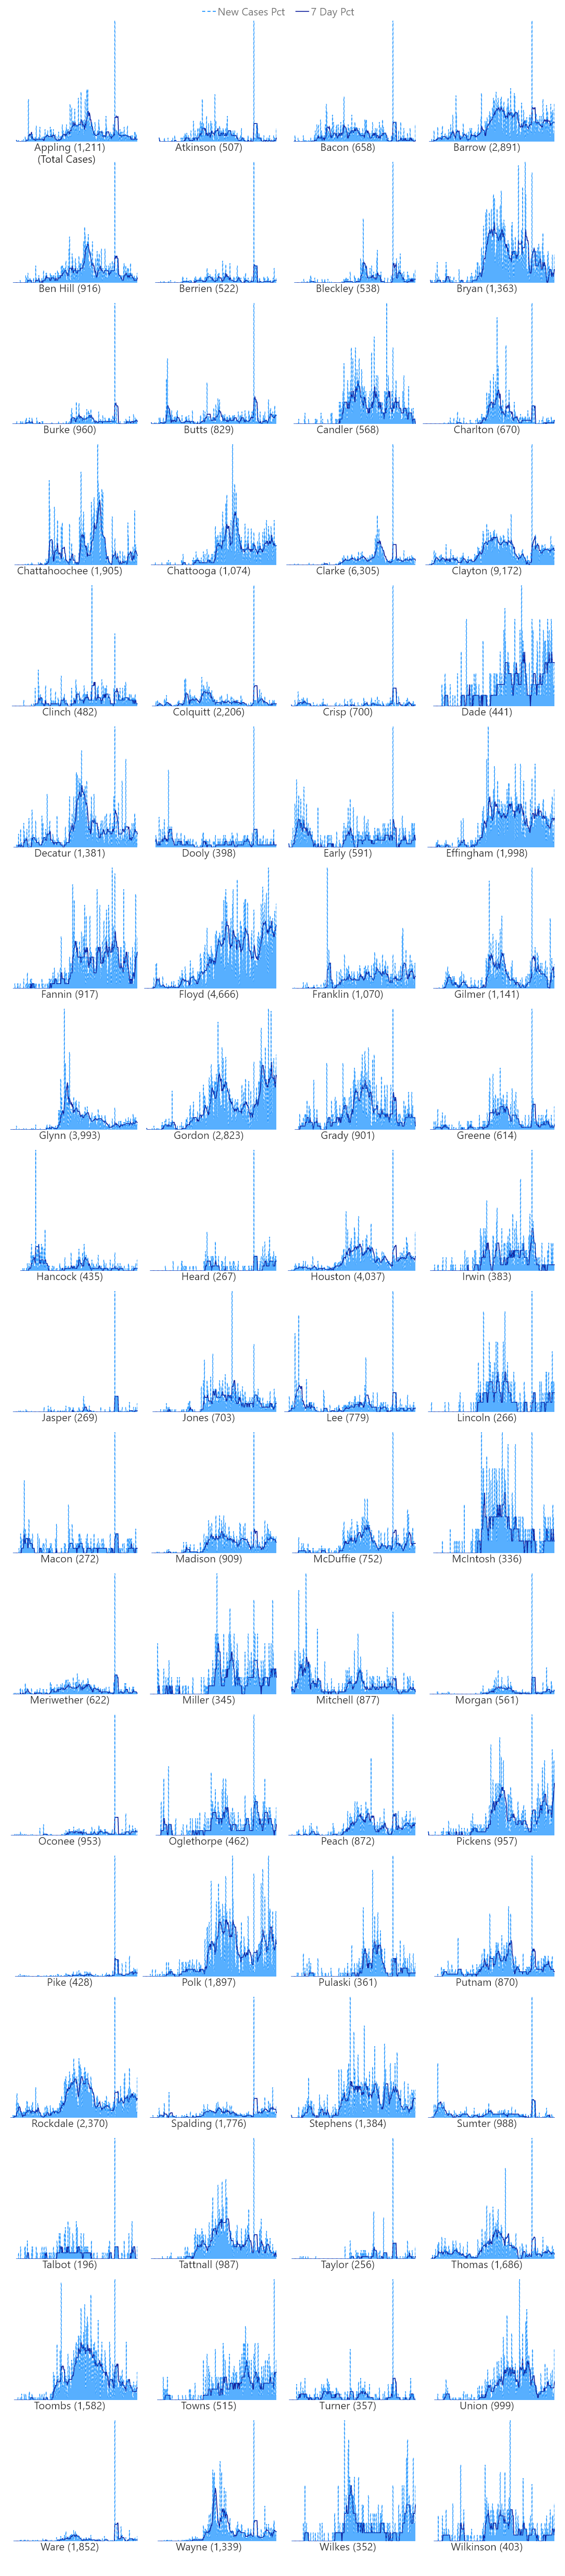 New Cases Pct 7 Day Pct
Appling (1,211) Atkinson (507) Bacon (658) Barrow (2,891)
(Total Cases)
Ben Hill (916) Berrien (522) Bleckley (538) Bryan (1,363)
Burke (960) Butts (829) Candler (568) Charlton (670)
Chattahoochee (1,905) Chattooga (1,074) Clarke (6,305) Clayton (9,172)
Clinch (482) Colquitt (2,206) Crisp (700) Dade (441)
Decatur (1,381) Dooly (398) Early (591) Effingham (1,998)
Fannin (917) Floyd (4,666) Franklin (1,070) Gilmer (1,141)
Glynn (3,993) Gordon (2,823) Grady (901) Greene (614)
Hancock (435) Heard (267) Houston (4,037) Irwin (383)
Jasper (269) Jones (703) Lee (779) Lincoln (266)
Macon (272) Madison (909) McDuffie (752) McIntosh (336)
Meriwether (622) Miller (345) Mitchell (877) Morgan (561)
Oconee (953) Oglethorpe (462) Peach (872) Pickens (957)
Pike (428) Polk (1,897) Pulaski (361) Putnam (870)
Rockdale (2,370) Spalding (1,776) Stephens (1,384) Sumter (988)
Talbot (196) Tattnall (987) Taylor (256) Thomas (1,686)
Toombs (1,582) Towns (515) Turner (357) Union (999)
Ware (1,852) Wayne (1,339) Wilkes (352) Wilkinson (403)